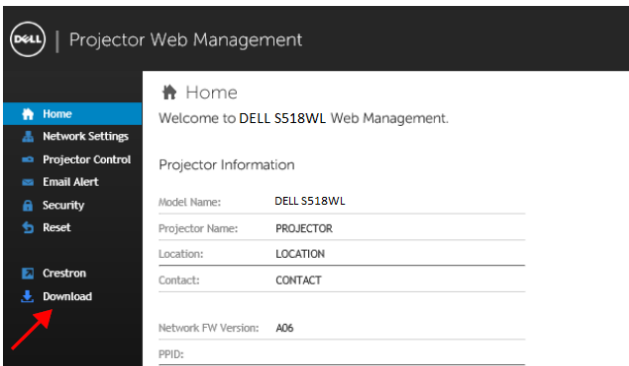 DELL | Projector Web Management
Home
Network Settings
Projector Control
Email Alert
Security
Reset
Crestron
Download
Home
Welcome to DELL S518WL Web Management.
Projector Information
Model Name: DELL S518WL
Projector Name: PROJECTOR
Location: LOCATION
Contact: CONTACT
Network FW Version: A06
PPID: